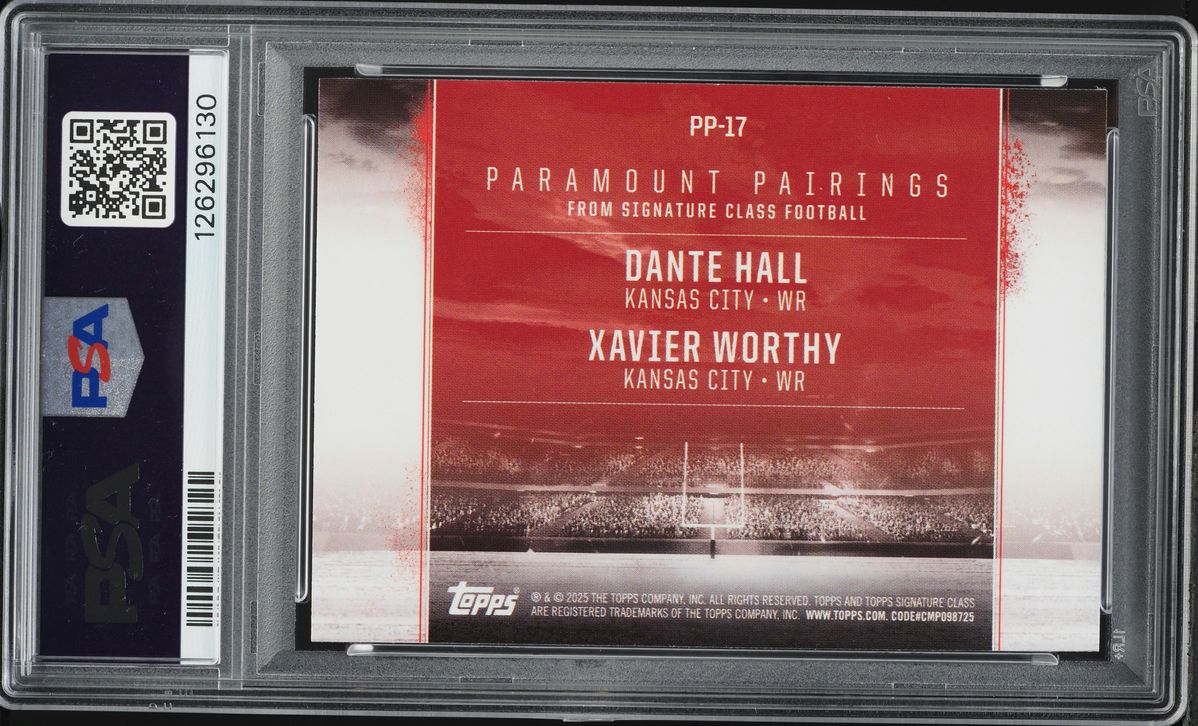 126296130
PSA
PSA
PP-17
PARAMOUNT PAIRINGS
FROM SIGNATURE CLASS FOOTBALL
DANTE HALL
KANSAS CITY • WR
XAVIER WORTHY
KANSAS CITY • WR
topps®
® & © 2025 THE TOPPS COMPANY, INC. ALL RIGHTS RESERVED. TOPPS AND TOPPS SIGNATURE CLASS
ARE REGISTERED TRADEMARKS OF THE TOPPS COMPANY, INC. WWW.TOPPS.COM. CODE#CMP098725
PSA